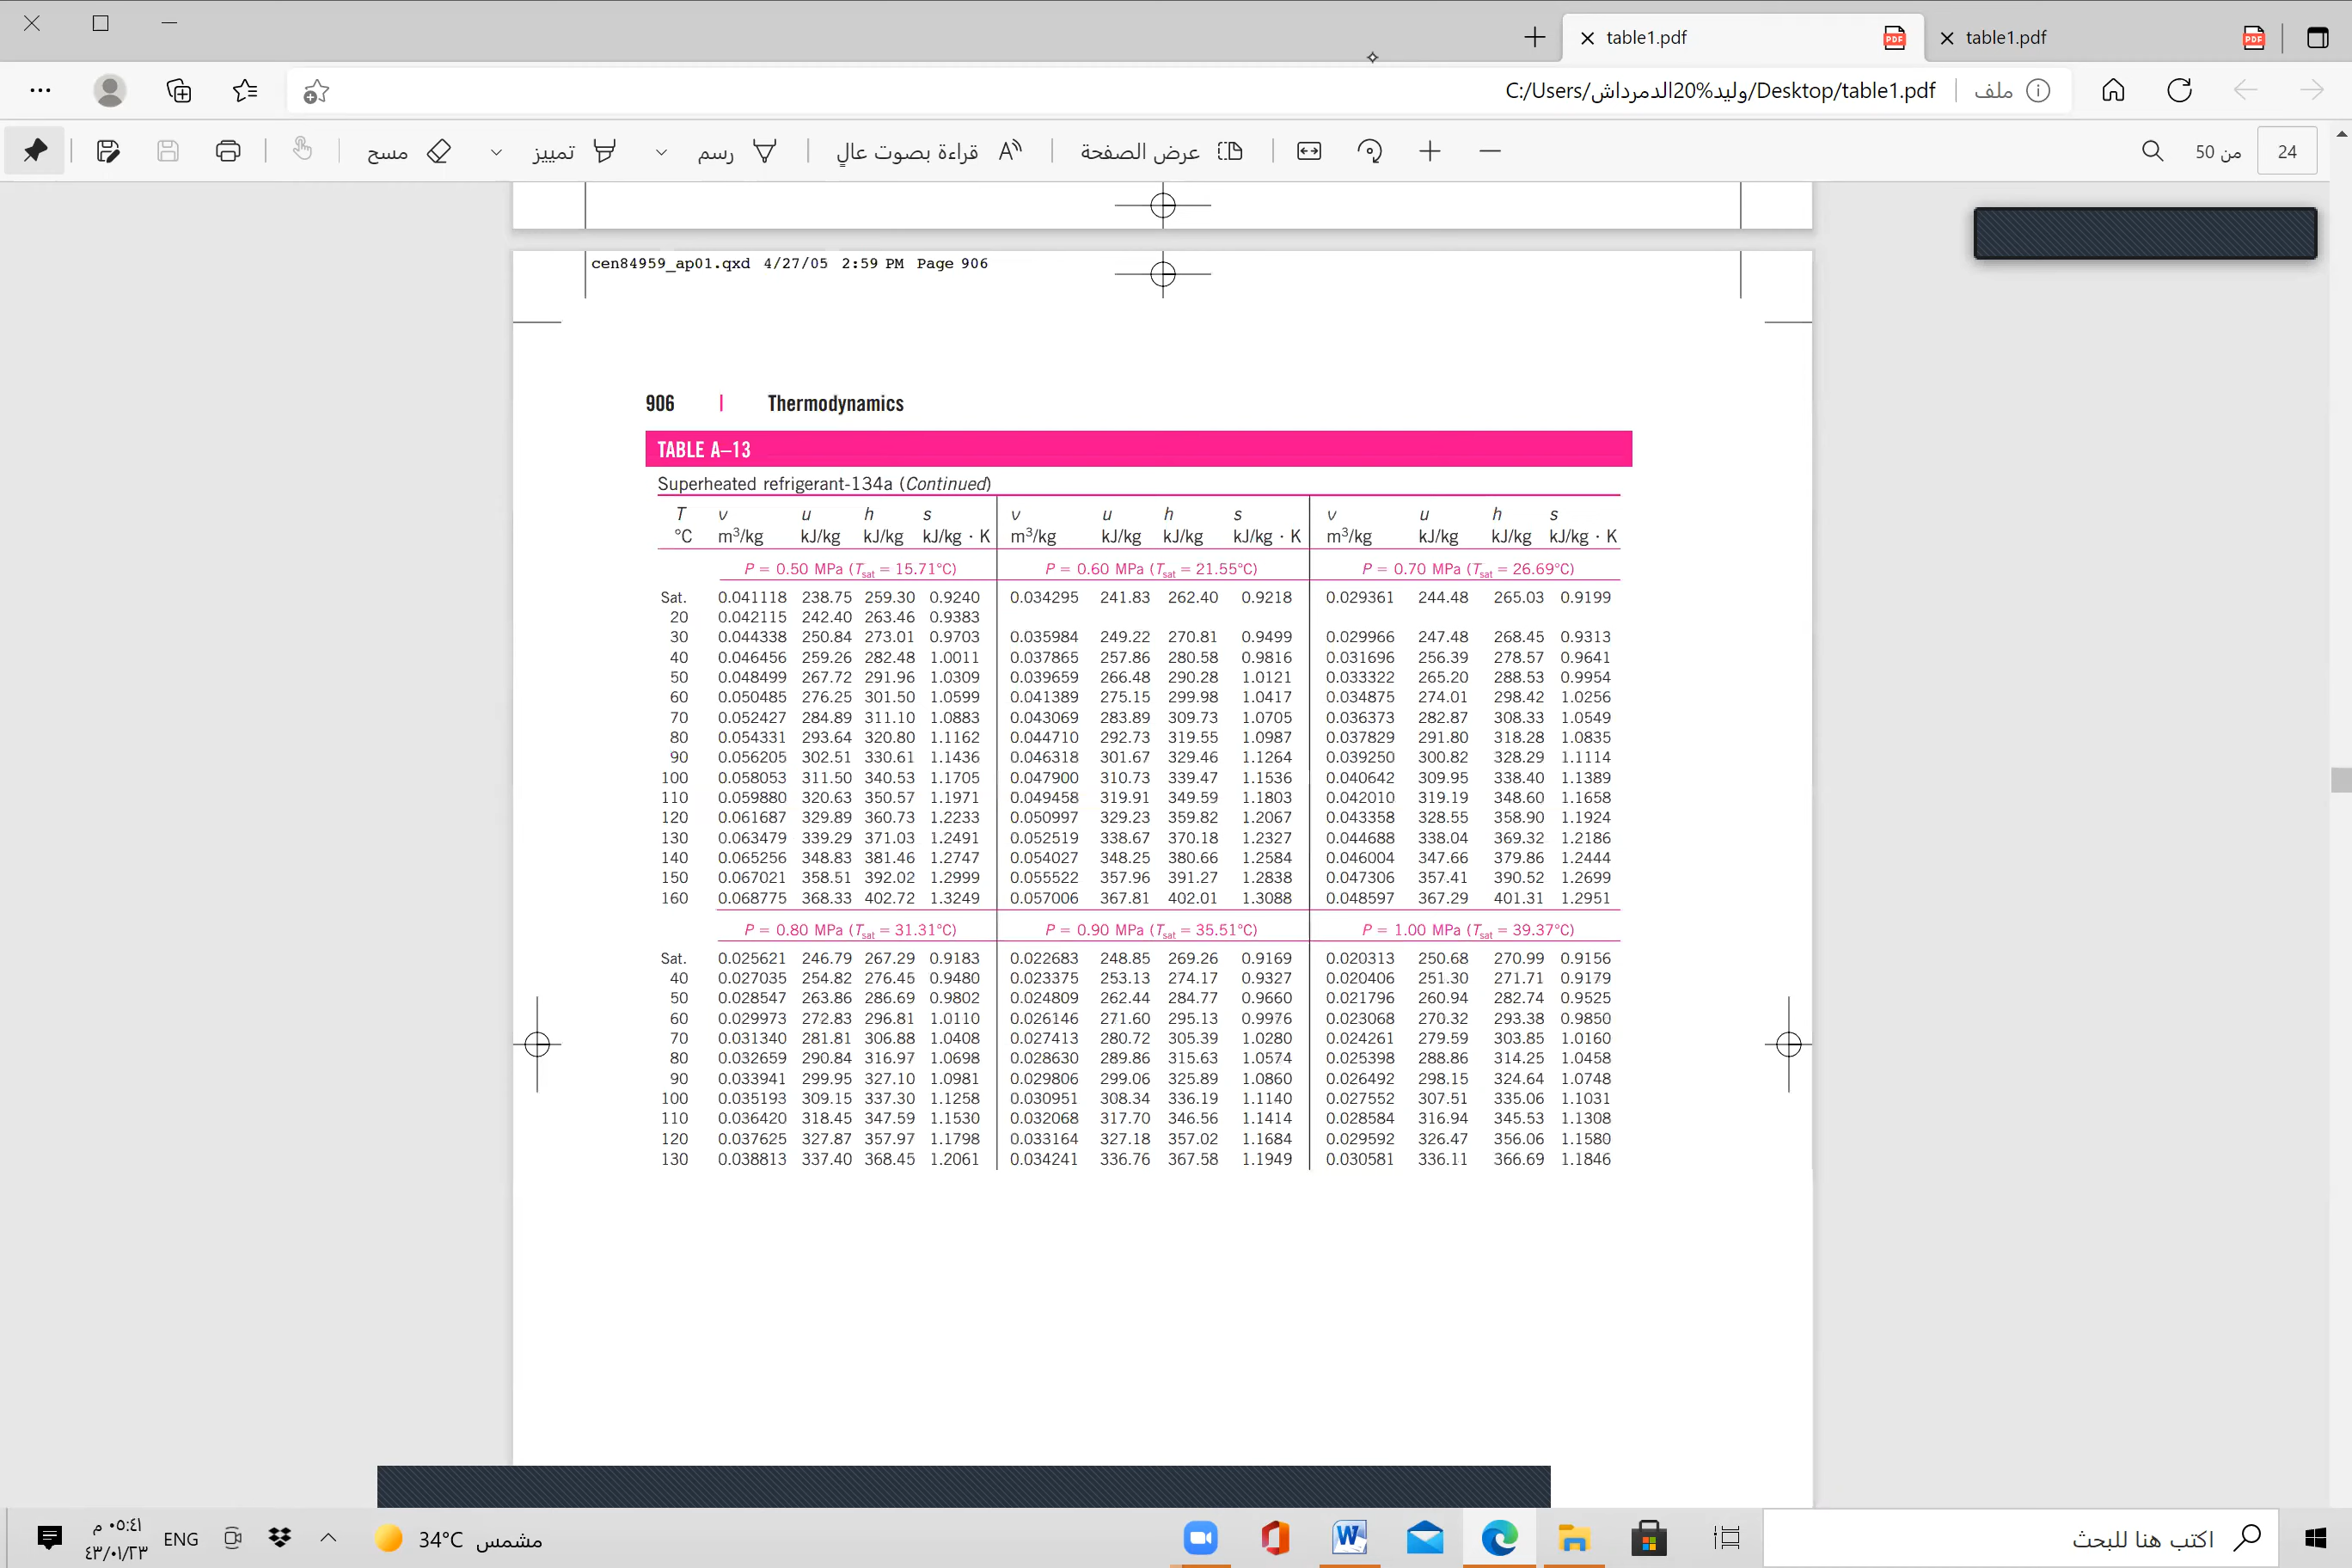 table1.pdf
table1.pdf
C:/Users/وليد%20الدمرداش/Desktop/table1.pdf
ملف
مسح
تمييز
رسم
قراءة بصوت عالٍ
عرض الصفحة
من 50
24
cen84959_ap01.qxd 4/27/05 2:59 PM Page 906
906 | Thermodynamics
TABLE A–13
Superheated refrigerant-134a (Continued)
T v u h s v u h s v u h s
°C m³/kg kJ/kg kJ/kg kJ/kg · K m³/kg kJ/kg kJ/kg kJ/kg · K m³/kg kJ/kg kJ/kg kJ/kg · K
P = 0.50 MPa (Tsat = 15.71°C) P = 0.60 MPa (Tsat = 21.55°C) P = 0.70 MPa (Tsat = 26.69°C)
Sat. 0.041118 238.75 259.30 0.9240 0.034295 241.83 262.40 0.9218 0.029361 244.48 265.03 0.9199
20 0.042115 242.40 263.46 0.9383
30 0.044338 250.84 273.01 0.9703 0.035984 249.22 270.81 0.9499 0.029966 247.48 268.45 0.9313
40 0.046456 259.26 282.48 1.0011 0.037865 257.86 280.58 0.9816 0.031696 256.39 278.57 0.9641
50 0.048499 267.72 291.96 1.0309 0.039659 266.48 290.28 1.0121 0.033322 265.20 288.53 0.9954
60 0.050485 276.25 301.50 1.0599 0.041389 275.15 299.98 1.0417 0.034875 274.01 298.42 1.0256
70 0.052427 284.89 311.10 1.0883 0.043069 283.89 309.73 1.0705 0.036373 282.87 308.33 1.0549
80 0.054331 293.64 320.80 1.1162 0.044710 292.73 319.55 1.0987 0.037829 291.80 318.28 1.0835
90 0.056205 302.51 330.61 1.1436 0.046318 301.67 329.46 1.1264 0.039250 300.82 328.29 1.1114
100 0.058053 311.50 340.53 1.1705 0.047900 310.73 339.47 1.1536 0.040642 309.95 338.40 1.1389
110 0.059880 320.63 350.57 1.1971 0.049458 319.91 349.59 1.1803 0.042010 319.19 348.60 1.1658
120 0.061687 329.89 360.73 1.2233 0.050997 329.23 359.82 1.2067 0.043358 328.55 358.90 1.1924
130 0.063479 339.29 371.03 1.2491 0.052519 338.67 370.18 1.2327 0.044688 338.04 369.32 1.2186
140 0.065256 348.83 381.46 1.2747 0.054027 348.25 380.66 1.2584 0.046004 347.66 379.86 1.2444
150 0.067021 358.51 392.02 1.2999 0.055522 357.96 391.27 1.2838 0.047306 357.41 390.52 1.2699
160 0.068775 368.33 402.72 1.3249 0.057006 367.81 402.01 1.3088 0.048597 367.29 401.31 1.2951
P = 0.80 MPa (Tsat = 31.31°C) P = 0.90 MPa (Tsat = 35.51°C) P = 1.00 MPa (Tsat = 39.37°C)
Sat. 0.025621 246.79 267.29 0.9183 0.022683 248.85 269.26 0.9169 0.020313 250.68 270.99 0.9156
40 0.027035 254.82 276.45 0.9480 0.023375 253.13 274.17 0.9327 0.020406 251.30 271.71 0.9179
50 0.028547 263.86 286.69 0.9802 0.024809 262.44 284.77 0.9660 0.021796 260.94 282.74 0.9525
60 0.029973 272.83 296.81 1.0110 0.026146 271.60 295.13 0.9976 0.023068 270.32 293.38 0.9850
70 0.031340 281.81 306.88 1.0408 0.027413 280.72 305.39 1.0280 0.024261 279.59 303.85 1.0160
80 0.032659 290.84 316.97 1.0698 0.028630 289.86 315.63 1.0574 0.025398 288.86 314.25 1.0458
90 0.033941 299.95 327.10 1.0981 0.029806 299.06 325.89 1.0860 0.026492 298.15 324.64 1.0748
100 0.035193 309.15 337.30 1.1258 0.030951 308.34 336.19 1.1140 0.027552 307.51 335.06 1.1031
110 0.036420 318.45 347.59 1.1530 0.032068 317.70 346.56 1.1414 0.028584 316.94 345.53 1.1308
120 0.037625 327.87 357.97 1.1798 0.033164 327.18 357.02 1.1684 0.029592 326.47 356.06 1.1580
130 0.038813 337.40 368.45 1.2061 0.034241 336.76 367.58 1.1949 0.030581 336.11 366.69 1.1846
٠٥:٤١ م
٤٣/٠١/٢٣
ENG
34°C مشمس
اكتب هنا للبحث